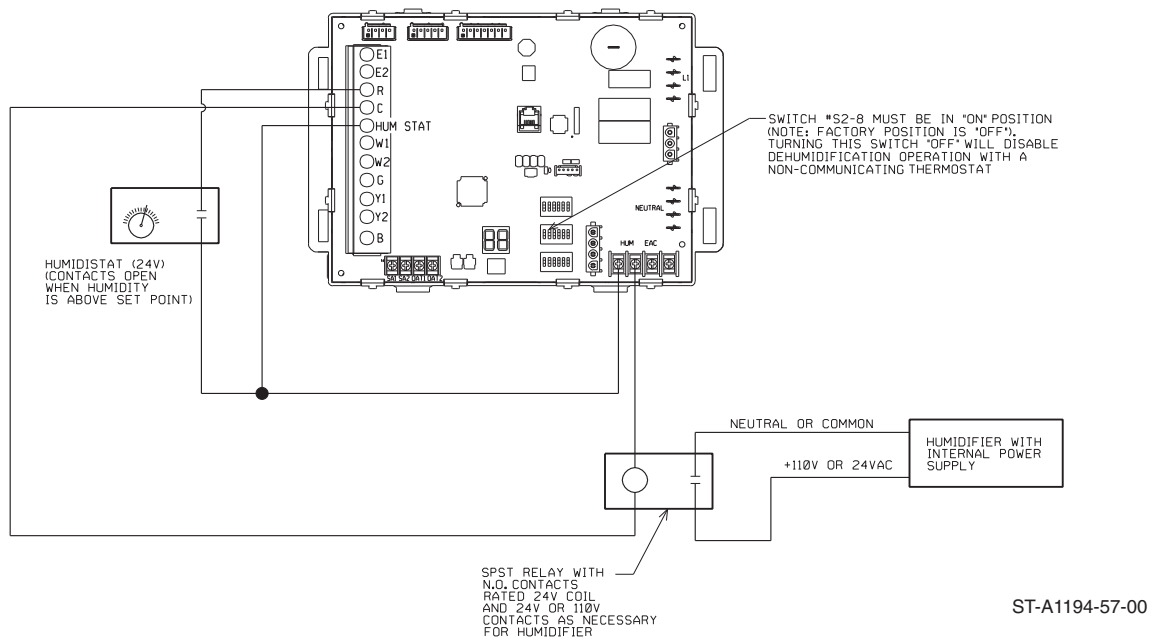 E1
E2
R
C
HUM STAT
W1
W2
G
Y1
Y2
B
SA1 SA2 OAT1 OAT2
L1
NEUTRAL
HUM EAC
SWITCH #S2-8 MUST BE IN "ON" POSITION
(NOTE: FACTORY POSITION IS "OFF").
TURNING THIS SWITCH "OFF" WILL DISABLE
DEHUMIDIFICATION OPERATION WITH A
NON-COMMUNICATING THERMOSTAT
HUMIDISTAT (24V)
(CONTACTS OPEN
WHEN HUMIDITY
IS ABOVE SET POINT)
NEUTRAL OR COMMON
+110V OR 24VAC
HUMIDIFIER WITH
INTERNAL POWER
SUPPLY
SPST RELAY WITH
N.O. CONTACTS
RATED 24V COIL
AND 24V OR 110V
CONTACTS AS NECESSARY
FOR HUMIDIFIER
ST-A1194-57-00